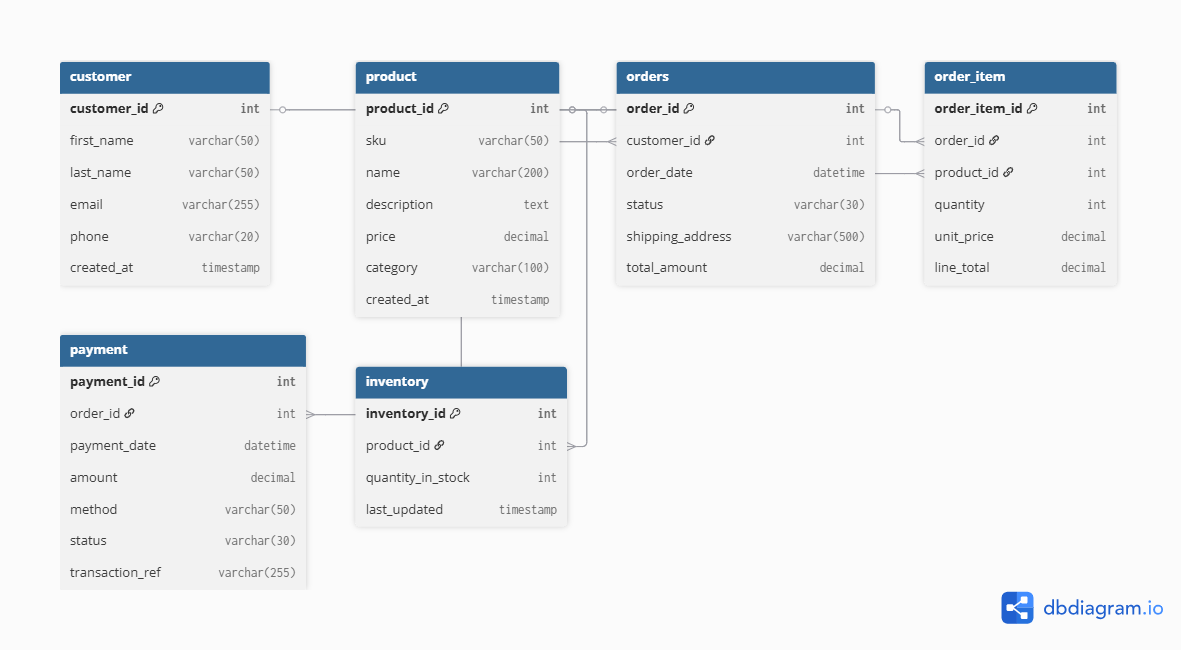 customer
customer_id int
first_name varchar(50)
last_name varchar(50)
email varchar(255)
phone varchar(20)
created_at timestamp
product
product_id int
sku varchar(50)
name varchar(200)
description text
price decimal
category varchar(100)
created_at timestamp
orders
order_id int
customer_id int
order_date datetime
status varchar(30)
shipping_address varchar(500)
total_amount decimal
order_item
order_item_id int
order_id int
product_id int
quantity int
unit_price decimal
line_total decimal
payment
payment_id int
order_id int
payment_date datetime
amount decimal
method varchar(50)
status varchar(30)
transaction_ref varchar(255)
inventory
inventory_id int
product_id int
quantity_in_stock int
last_updated timestamp
dbdiagram.io